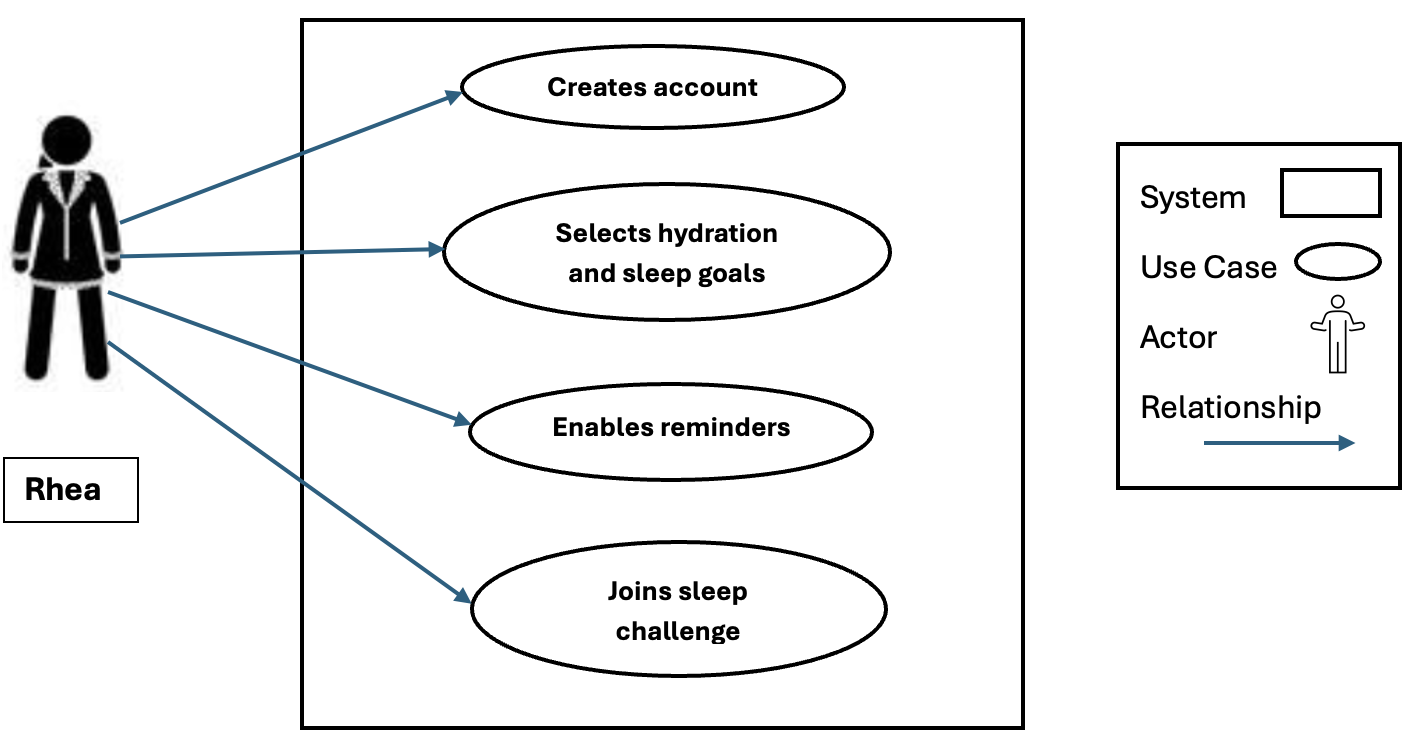 Creates account
Selects hydration
and sleep goals
Enables reminders
Joins sleep
challenge
Rhea
System
Use Case
Actor
Relationship